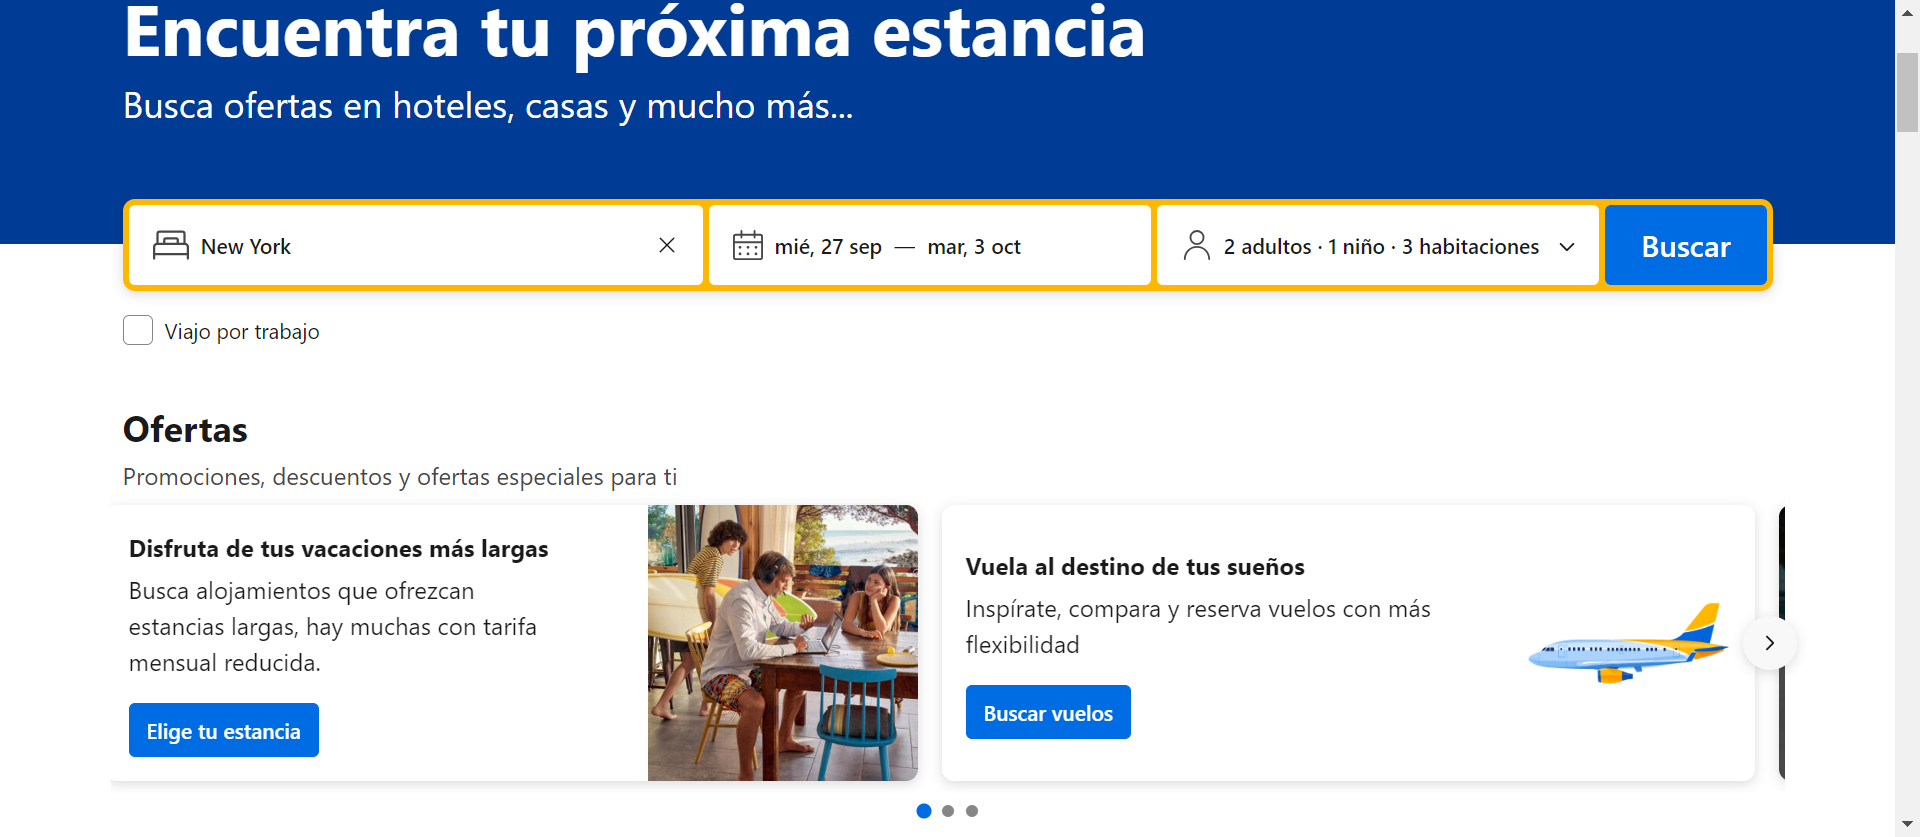 Encuentra tu próxima estancia
Busca ofertas en hoteles, casas y mucho más...
New York
mié, 27 sep — mar, 3 oct
2 adultos · 1 niño · 3 habitaciones
Buscar
Viajo por trabajo
Ofertas
Promociones, descuentos y ofertas especiales para ti
Disfruta de tus vacaciones más largas
Busca alojamientos que ofrezcan
estancias largas, hay muchas con tarifa
mensual reducida.
Elige tu estancia
Vuela al destino de tus sueños
Inspírate, compara y reserva vuelos con más
flexibilidad
Buscar vuelos